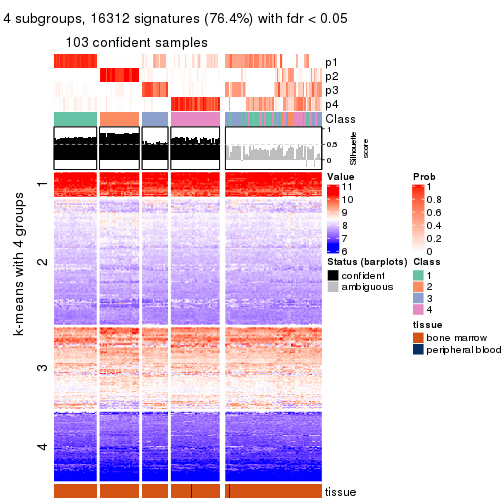 4 subgroups, 16312 signatures (76.4%) with fdr < 0.05
103 confident samples
p1
p2
p3
p4
Class
1
0.5
0
Silhouette
score
k-means with 4 groups
1
2
3
4
tissue
Value
11
10
9
8
7
6
Prob
1
0.8
0.6
0.4
0.2
0
Status (barplots)
confident
ambiguous
Class
1
2
3
4
tissue
bone marrow
peripheral blood